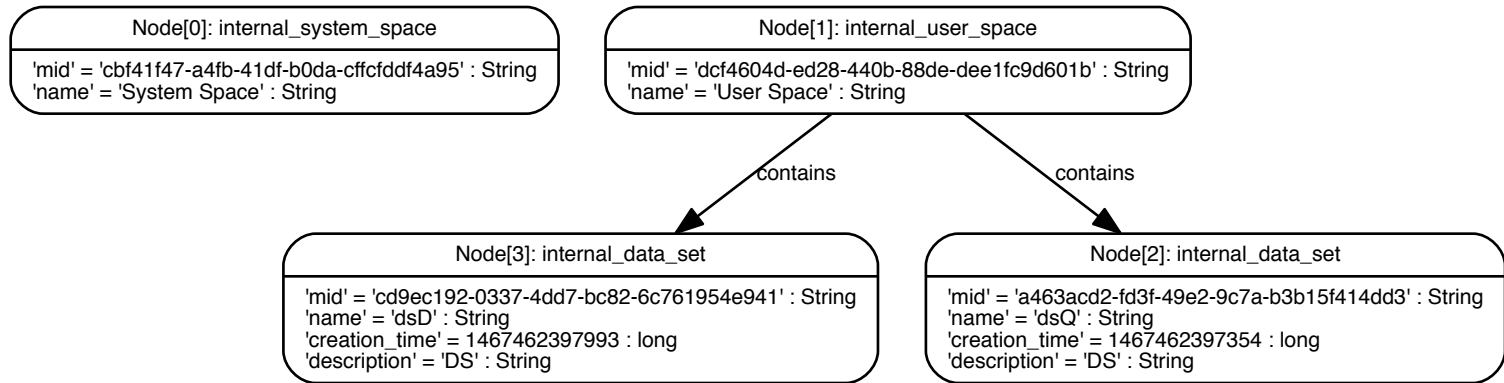 Node[0]: internal_system_space
'mid' = 'cbf41f47-a4fb-41df-b0da-cffcfddf4a95' : String
'name' = 'System Space' : String
Node[1]: internal_user_space
'mid' = 'dcf4604d-ed28-440b-88de-dee1fc9d601b' : String
'name' = 'User Space' : String
contains
contains
Node[3]: internal_data_set
'mid' = 'cd9ec192-0337-4dd7-bc82-6c761954e941' : String
'name' = 'dsD' : String
'creation_time' = 1467462397993 : long
'description' = 'DS' : String
Node[2]: internal_data_set
'mid' = 'a463acd2-fd3f-49e2-9c7a-b3b15f414dd3' : String
'name' = 'dsQ' : String
'creation_time' = 1467462397354 : long
'description' = 'DS' : String